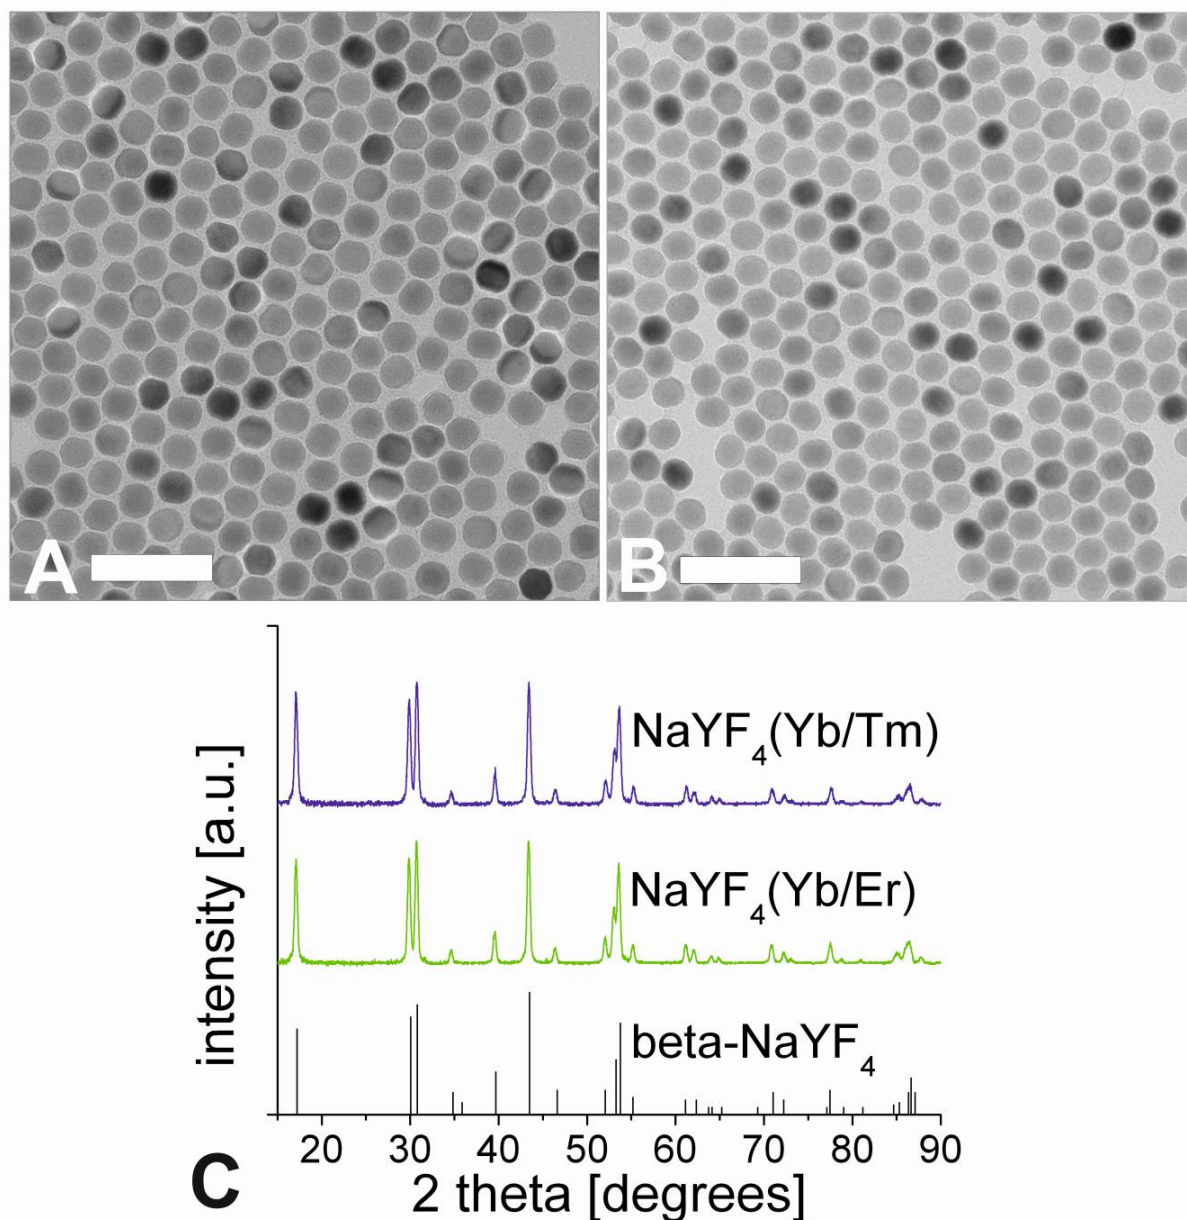 A
B
NaYF₄(Yb/Tm)
NaYF₄(Yb/Er)
beta-NaYF₄
intensity [a.u.]
20 30 40 50 60 70 80 90
2 theta [degrees]
C